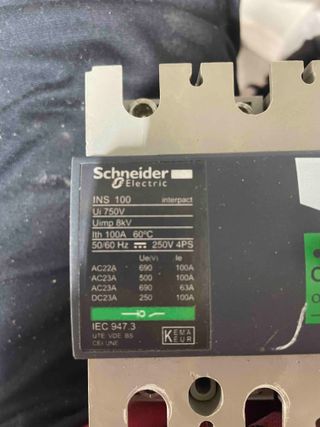 Schneider
Electric
INS 100 interpact
Ui 750V
Uimp 8kV
Ith 100A 60°C
50/60 Hz 250V 4PS
Ue(V) Ie
AC22A 690 100A
AC23A 500 100A
AC23A 690 63A
DC23A 250 100A
IEC 947.3
UTE VDE BS
CEI UNE
KEMA
KEUR